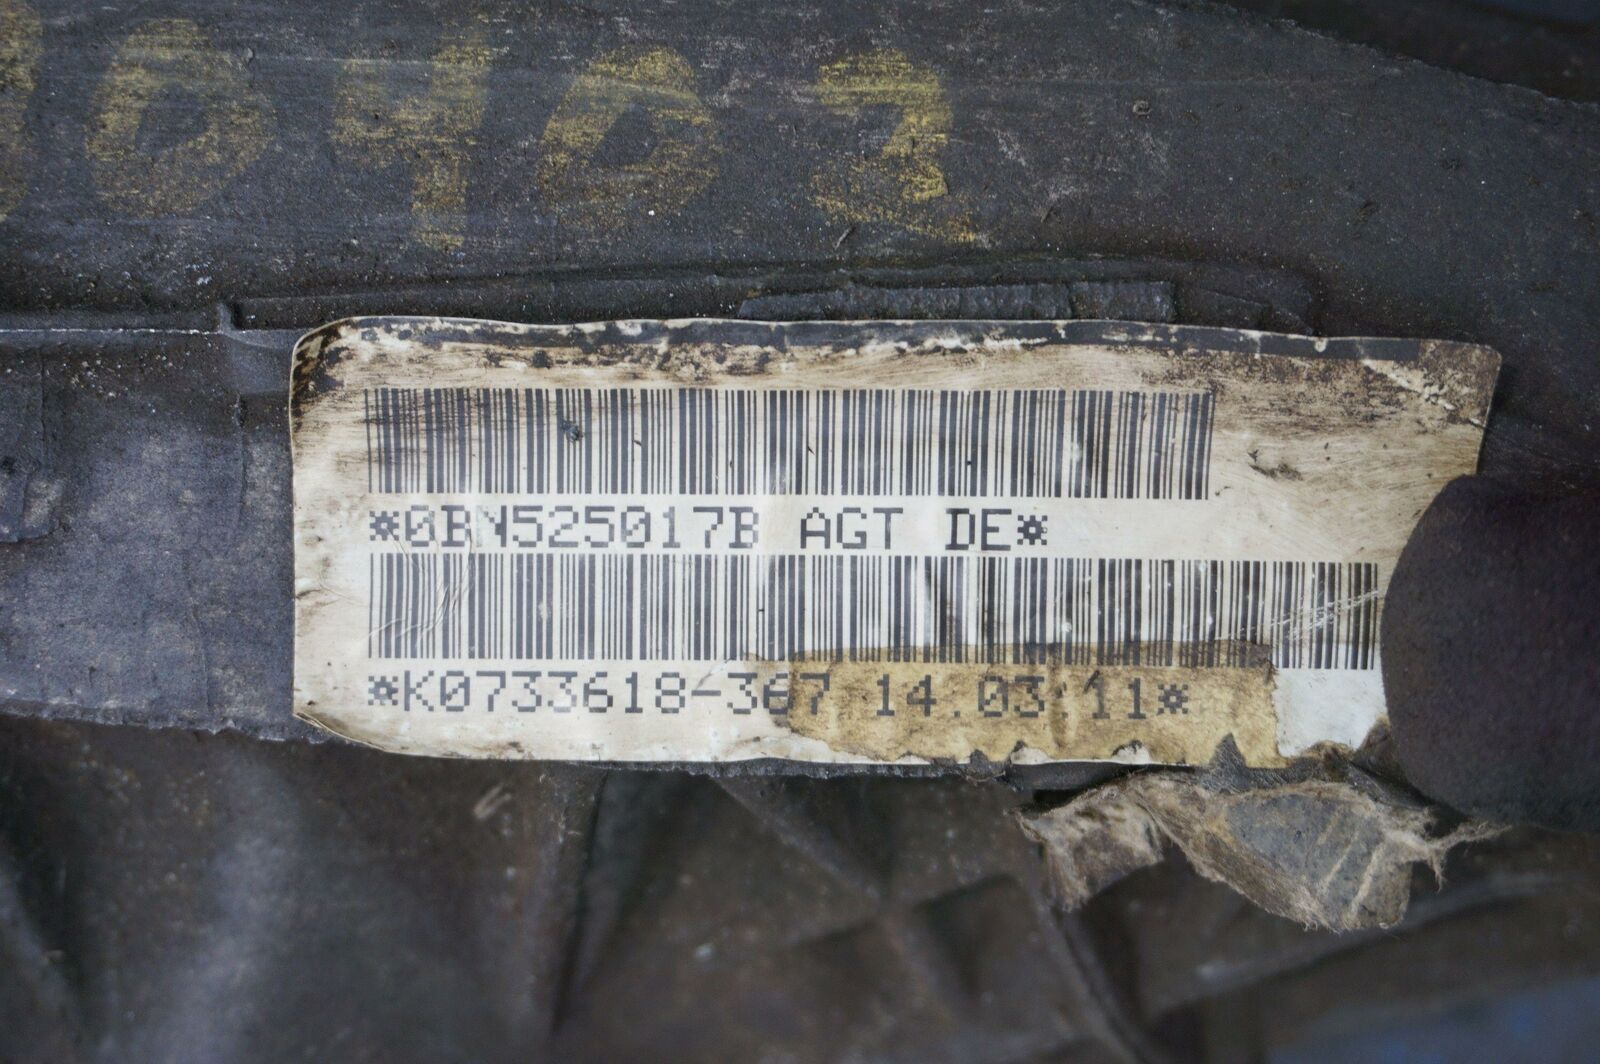 *0BN525017B AGT DE*
*K0733618-367 14.03 11*